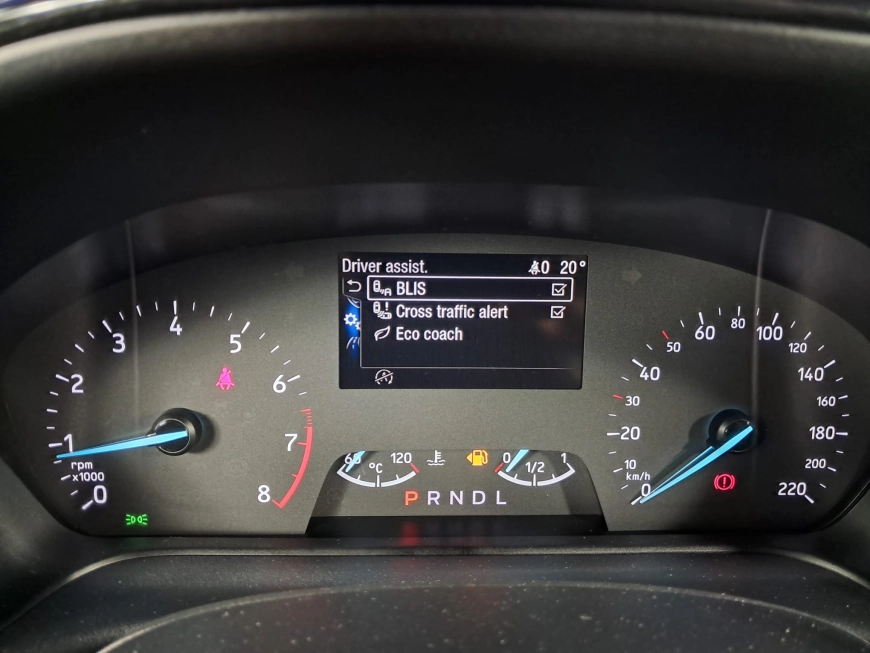 Driver assist. 0 20°
BLIS
Cross traffic alert
Eco coach
0 1 2 3 4 5 6 7 8
rpm
x1000
60 120
°C
0 1/2 1
P R N D L
0 10 20 30 40 50 60 80 100 120 140 160 180 200 220
km/h